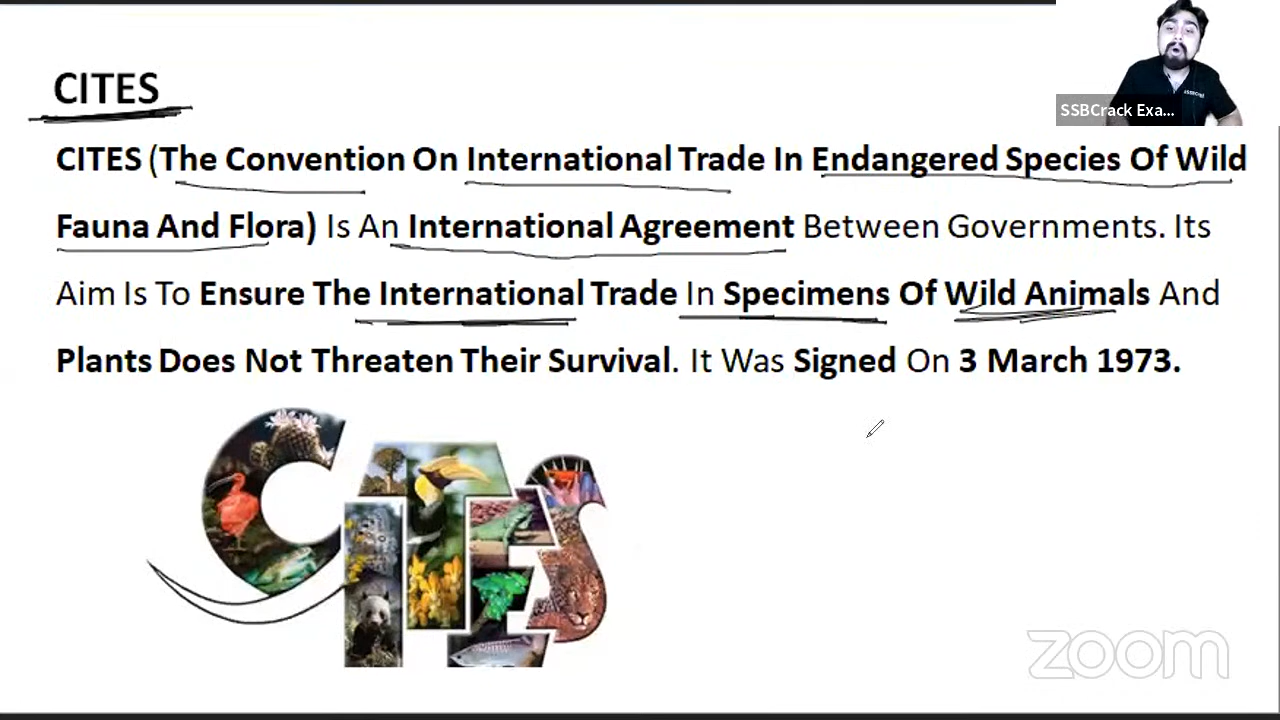 SSBCrack Exa...
CITES
CITES (The Convention On International Trade In Endangered Species Of Wild
Fauna And Flora) Is An International Agreement Between Governments. Its
Aim Is To Ensure The International Trade In Specimens Of Wild Animals And
Plants Does Not Threaten Their Survival. It Was Signed On 3 March 1973.
CITES
zoom